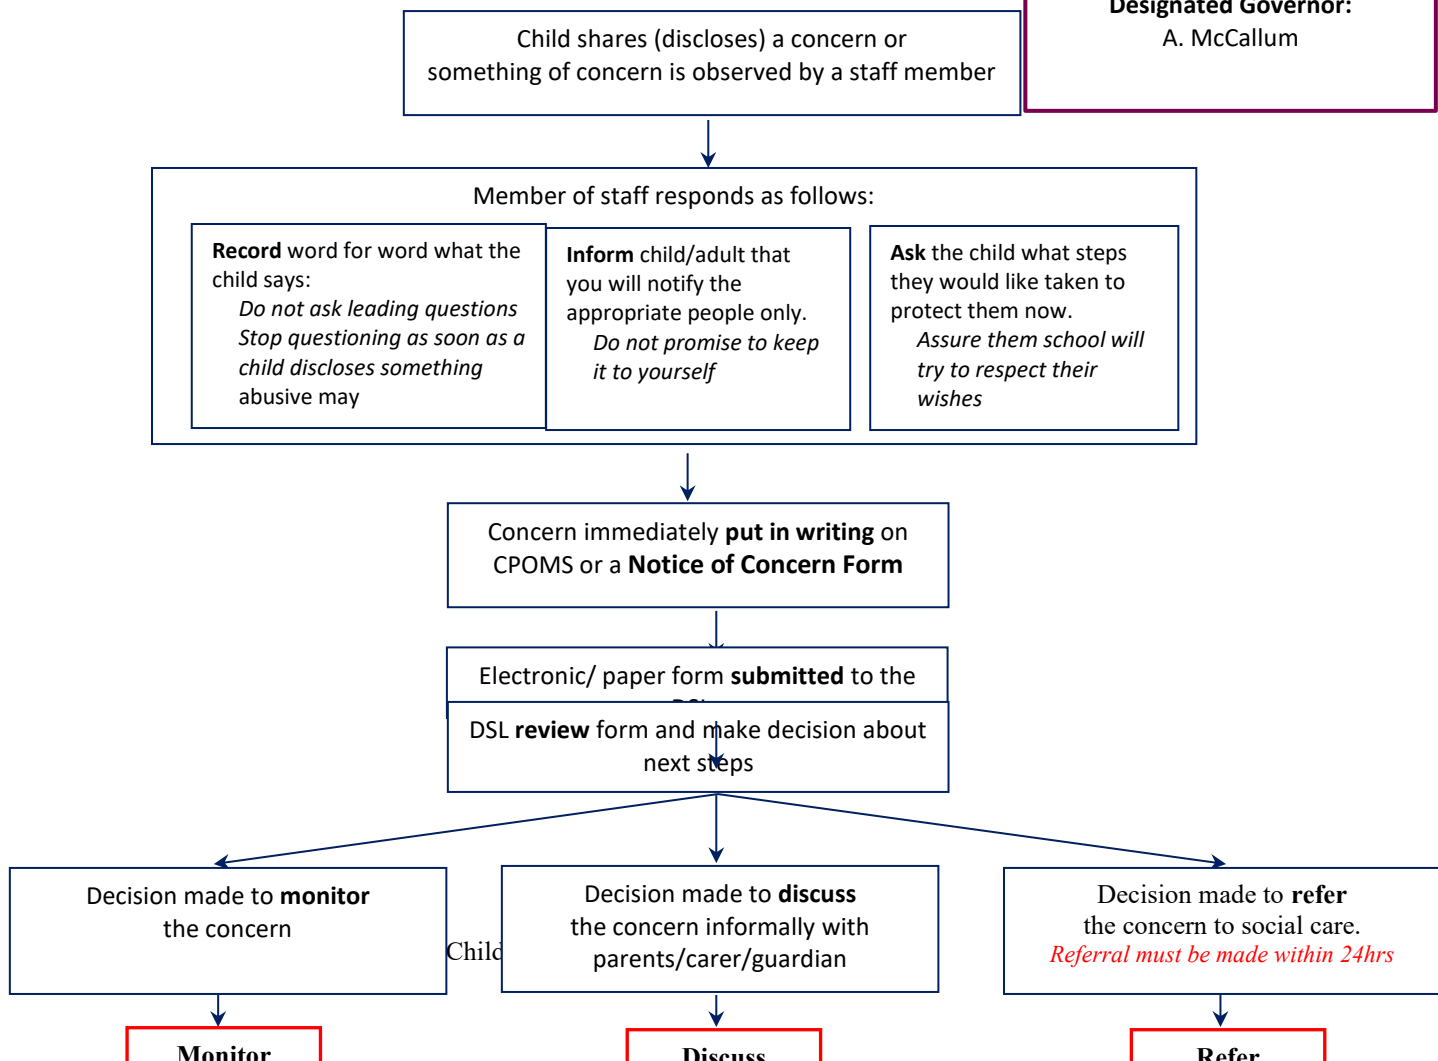 Designated Governor:
A. McCallum
Child shares (discloses) a concern or
something of concern is observed by a staff member
Member of staff responds as follows:
Record word for word what the
child says:
Do not ask leading questions
Stop questioning as soon as a
child discloses something
abusive may
Inform child/adult that
you will notify the
appropriate people only.
Do not promise to keep
it to yourself
Ask the child what steps
they would like taken to
protect them now.
Assure them school will
try to respect their
wishes
Concern immediately put in writing on
CPOMS or a Notice of Concern Form
Electronic/ paper form submitted to the
DSL review form and make decision about
next steps
Decision made to monitor
the concern
Child
Decision made to discuss
the concern informally with
parents/carer/guardian
Decision made to refer
the concern to social care.
Referral must be made within 24hrs
Monitor
Discuss
Refer